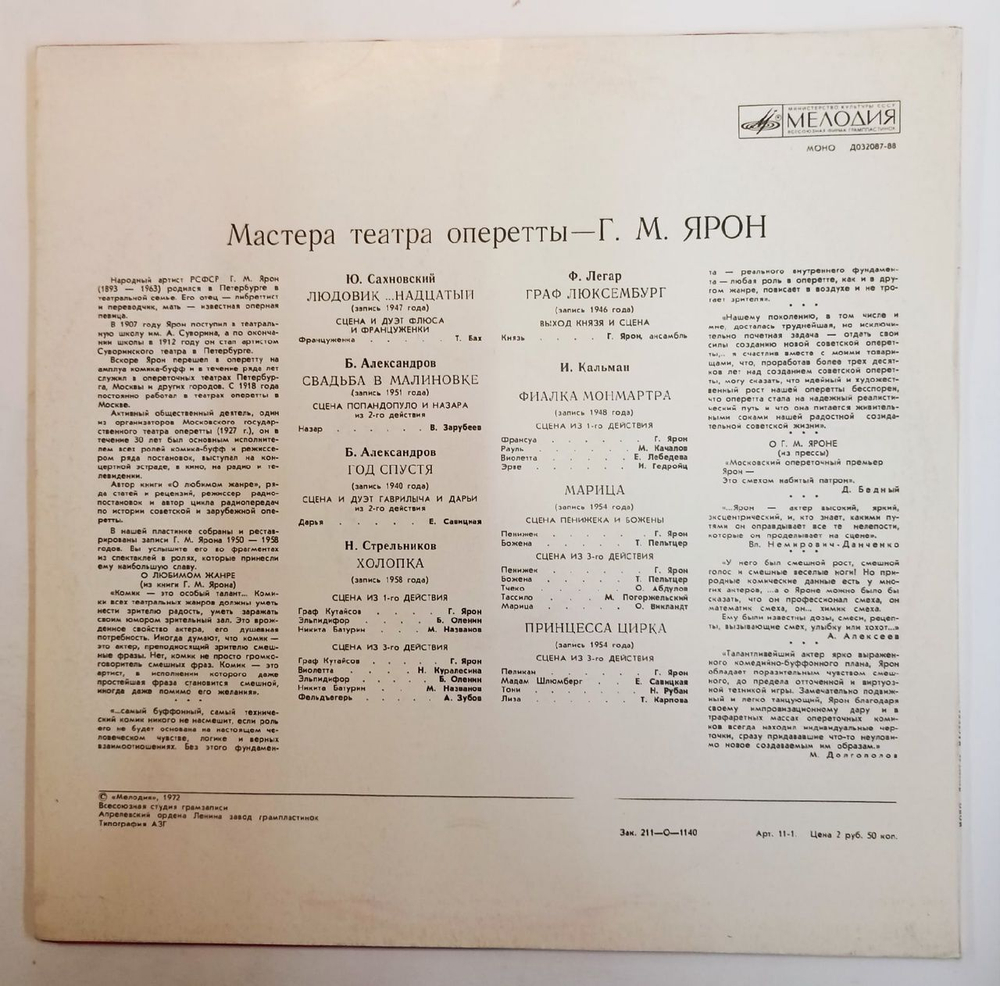 МИНИСТЕРСТВО КУЛЬТУРЫ СССР
МЕЛОДИЯ
ВСЕСОЮЗНАЯ ФИРМА ГРАМПЛАСТИНОК
МОНО Д032087-88
Мастера театра оперетты—Г. М. ЯРОН
Народный артист РСФСР Г. М. Ярон
(1893 — 1963) родился в Петербурге в
театральной семье. Его отец — либреттист
и переводчик, мать — известная оперная
певица.
В 1907 году Ярон поступил в театраль-
ную школу им. А. Суворина, а по оконча-
нии школы в 1912 году он стал артистом
Суворинского театра в Петербурге.
Вскоре Ярон перешел в оперетту на
амплуа комика-буфф и в течение ряда лет
служил в опереточных театрах Петербур-
га, Москвы и других городов. С 1918 года
постоянно работал в театрах оперетты в
Москве.
Активный общественный деятель, один
из организаторов Московского государ-
ственного театра оперетты (1927 г.), он в
течение 30 лет был основным исполните-
лем всех ролей комика-буфф и режиссе-
ром ряда постановок, выступал на кон-
цертной эстраде, в кино, на радио и те-
левидении.
Автор книги «О любимом жанре», ря-
да статей и рецензий, режиссер радио-
постановок и автор цикла радиопередач
по истории советской и зарубежной опе-
ретты.
В нашей пластинке собраны и рестав-
рированы записи Г. М. Ярона 1950 — 1958
годов. Вы услышите его во фрагментах
из спектаклей в ролях, которые принесли
ему наибольшую славу.
О ЛЮБИМОМ ЖАНРЕ
(из книги Г. М. Ярона)
«Комик — это особый талант... Коми-
ки всех театральных жанров должны уметь
нести зрителю радость, уметь заражать
своим юмором зрительный зал. Это врож-
денное свойство актера, его душевная
потребность. Иногда думают, что комик —
это актер, преподносящий зрителю смеш-
ные фразы. Нет, комик не просто громко-
говоритель смешных фраз. Комик — это
артист, в исполнении которого даже
простейшая фраза становится смешной,
иногда даже помимо его желания».
* * *
«...самый буффонный, самый техниче-
ский комик никого не насмешит, если роль
его не будет основана на настоящем че-
ловеческом чувстве, логике и верных
взаимоотношениях. Без этого фундамен-
Ю. Сахновский
ЛЮДОВИК ...НАДЦАТЫЙ
(запись 1947 года)
СЦЕНА И ДУЭТ ФЛЮСА
И ФРАНЦУЖЕНКИ
Француженка . . . . . Т. Бах
Б. Александров
СВАДЬБА В МАЛИНОВКЕ
(запись 1951 года)
СЦЕНА ПОПАНДОПУЛО И НАЗАРА
из 2-го действия
Назар . . . . . . В. Зарубеев
Б. Александров
ГОД СПУСТЯ
(запись 1940 года)
СЦЕНА И ДУЭТ ГАВРИЛЫЧА И ДАРЬИ
из 2-го действия
Дарья . . . . . Е. Савицкая
Н. Стрельников
ХОЛОПКА
(запись 1958 года)
СЦЕНА ИЗ 1-го ДЕЙСТВИЯ
Граф Кутайсов . . . . Г. Ярон
Эльпидифор . . . . Б. Оленин
Никита Батурин . . . М. Названов
СЦЕНА ИЗ 3-го ДЕЙСТВИЯ
Граф Кутайсов . . . . Г. Ярон
Виолетта . . . . Н. Куралесина
Эльпидифор . . . . Б. Оленин
Никита Батурин . . . М. Названов
Фельдъегерь . . . . А. Зубов
Ф. Легар
ГРАФ ЛЮКСЕМБУРГ
(запись 1946 года)
ВЫХОД КНЯЗЯ И СЦЕНА
Князь . . . . Г. Ярон, ансамбль
И. Кальман
ФИАЛКА МОНМАРТРА
(запись 1948 года)
СЦЕНА ИЗ 1-го ДЕЙСТВИЯ
Франсуа . . . . . . Г. Ярон
Рауль . . . . . М. Качалов
Виолетта . . . . . Е. Лебедева
Эрве . . . . . . Н. Гедройц
МАРИЦА
(запись 1954 года)
СЦЕНА ПЕНИЖЕКА И БОЖЕНЫ
Пенижек . . . . . . Г. Ярон
Божена . . . . . Т. Пельтцер
СЦЕНА ИЗ 3-го ДЕЙСТВИЯ
Пенижек . . . . . . Г. Ярон
Божена . . . . . Т. Пельтцер
Тчеко . . . . . О. Абдулов
Тассило . . . . М. Погоржельский
Марица . . . . . О. Викландт
ПРИНЦЕССА ЦИРКА
(запись 1954 года)
СЦЕНА ИЗ 3-го ДЕЙСТВИЯ
Пеликан . . . . . . Г. Ярон
Мадам Шлюмберг . . . Е. Савицкая
Тони . . . . . . Н. Рубан
Лиза . . . . . . Т. Карпова
та — реального внутреннего фундамен-
та — любая роль в оперетте, как и в дру-
гом жанре, повисает в воздухе и не тро-
гает зрителя».
* * *
«Нашему поколению, в том числе и
мне, досталась труднейшая, но исключи-
тельно почетная задача — отдать свои
силы созданию новой советской оперет-
ты,.. я счастлив вместе с моими товари-
щами, что, проработав более трех десят-
ков лет над созданием советской оперет-
ты, могу сказать, что идейный и художест-
венный рост нашей оперетты бесспорен,
что оперетта стала на надежный реалисти-
ческий путь и что она питается живитель-
ными соками нашей радостной созида-
тельной советской жизни».
* * *
О Г. М. ЯРОНЕ
(из прессы)
«Московский опереточный премьер
Ярон —
Это смехом набитый патрон».
Д. Бедный
* * *
«...Ярон — актер высокий, яркий,
эксцентрический, и, кто знает, какими пу-
тями он оправдывает все те нелепости,
которые он проделывает на сцене».
Вл. Немирович-Данченко
* * *
«У него был смешной рост, смешной
голос и смешные веселые ноги! Но при-
родные комические данные есть у мно-
гих актеров, ...а о Яроне можно было бы
сказать, что он профессионал смеха, он
математик смеха, он... химик смеха.
Ему были известны дозы, смеси, рецеп-
ты, вызывающие смех, улыбку или хохот...»
А. Алексеев
* * *
«Талантливейший актер ярко выражен-
ного комедийно-буффонного плана, Ярон
обладает поразительным чувством смеш-
ного, до предела отточенной и виртуоз-
ной техникой игры. Замечательно подвиж-
ный и легко танцующий, Ярон благодаря
своему импровизационному дару и в
трафаретных массах опереточных коми-
ков всегда находил индивидуальные чер-
точки, сразу придававшие что-то неулови-
мо новое создаваемым им образам.»
М. Долгополов
© «Мелодия», 1972
Всесоюзная студия грамзаписи
Апрелевский ордена Ленина завод грампластинок
Типография АЗГ
Зак. 211—О—1140 Арт. 11-1. Цена 2 руб. 50 коп.